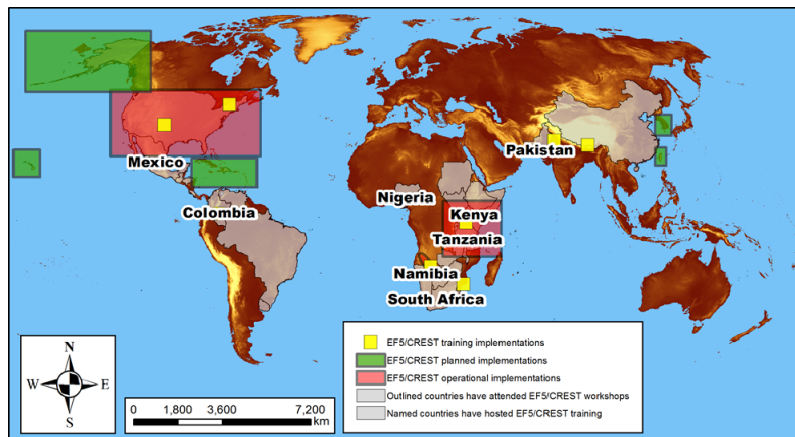 Mexico
Pakistan
Nigeria
Colombia
Kenya
Tanzania
Namibia
South Africa
N
W E
S
0 1,800 3,600 7,200
km
EF5/CREST training implementations
EF5/CREST planned implementations
EF5/CREST operational implementations
Outlined countries have attended EF5/CREST workshops
Named countries have hosted EF5/CREST training